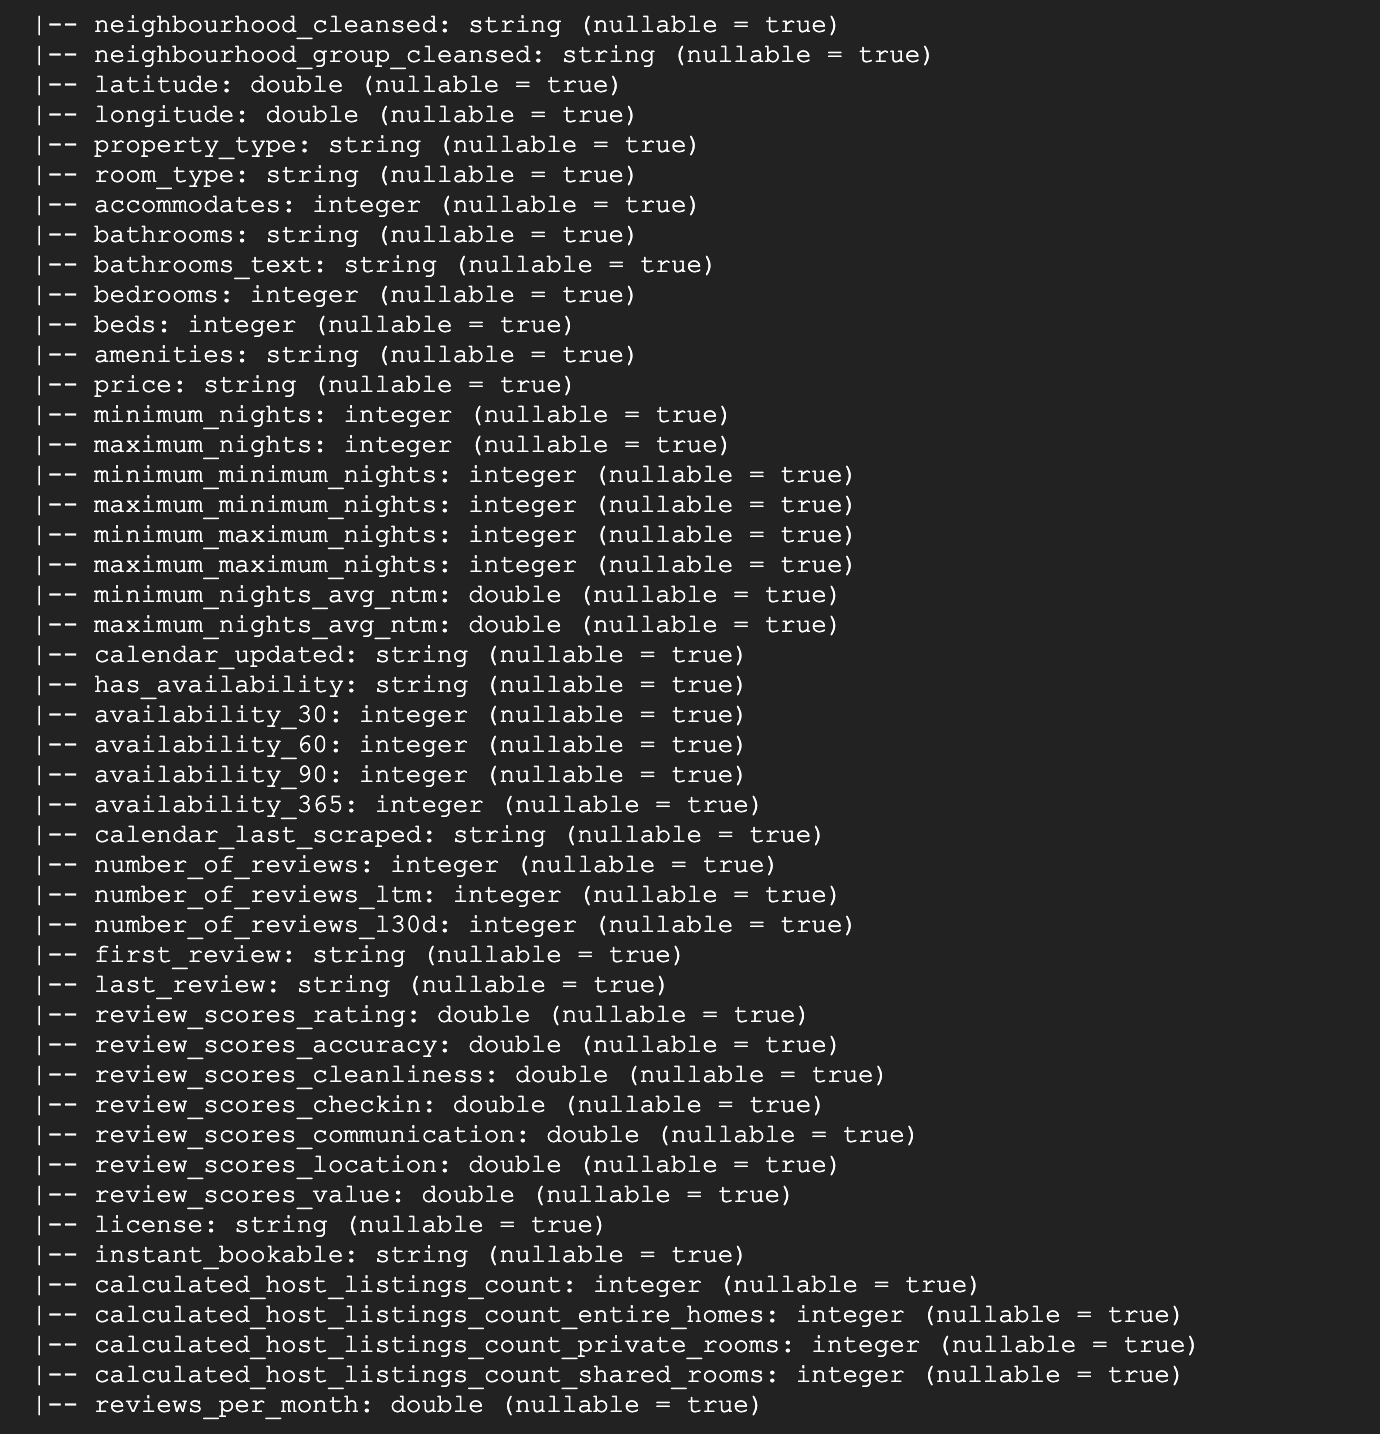 |-- neighbourhood_cleansed: string (nullable = true)
|-- neighbourhood_group_cleansed: string (nullable = true)
|-- latitude: double (nullable = true)
|-- longitude: double (nullable = true)
|-- property_type: string (nullable = true)
|-- room_type: string (nullable = true)
|-- accommodates: integer (nullable = true)
|-- bathrooms: string (nullable = true)
|-- bathrooms_text: string (nullable = true)
|-- bedrooms: integer (nullable = true)
|-- beds: integer (nullable = true)
|-- amenities: string (nullable = true)
|-- price: string (nullable = true)
|-- minimum_nights: integer (nullable = true)
|-- maximum_nights: integer (nullable = true)
|-- minimum_minimum_nights: integer (nullable = true)
|-- maximum_minimum_nights: integer (nullable = true)
|-- minimum_maximum_nights: integer (nullable = true)
|-- maximum_maximum_nights: integer (nullable = true)
|-- minimum_nights_avg_ntm: double (nullable = true)
|-- maximum_nights_avg_ntm: double (nullable = true)
|-- calendar_updated: string (nullable = true)
|-- has_availability: string (nullable = true)
|-- availability_30: integer (nullable = true)
|-- availability_60: integer (nullable = true)
|-- availability_90: integer (nullable = true)
|-- availability_365: integer (nullable = true)
|-- calendar_last_scraped: string (nullable = true)
|-- number_of_reviews: integer (nullable = true)
|-- number_of_reviews_ltm: integer (nullable = true)
|-- number_of_reviews_l30d: integer (nullable = true)
|-- first_review: string (nullable = true)
|-- last_review: string (nullable = true)
|-- review_scores_rating: double (nullable = true)
|-- review_scores_accuracy: double (nullable = true)
|-- review_scores_cleanliness: double (nullable = true)
|-- review_scores_checkin: double (nullable = true)
|-- review_scores_communication: double (nullable = true)
|-- review_scores_location: double (nullable = true)
|-- review_scores_value: double (nullable = true)
|-- license: string (nullable = true)
|-- instant_bookable: string (nullable = true)
|-- calculated_host_listings_count: integer (nullable = true)
|-- calculated_host_listings_count_entire_homes: integer (nullable = true)
|-- calculated_host_listings_count_private_rooms: integer (nullable = true)
|-- calculated_host_listings_count_shared_rooms: integer (nullable = true)
|-- reviews_per_month: double (nullable = true)